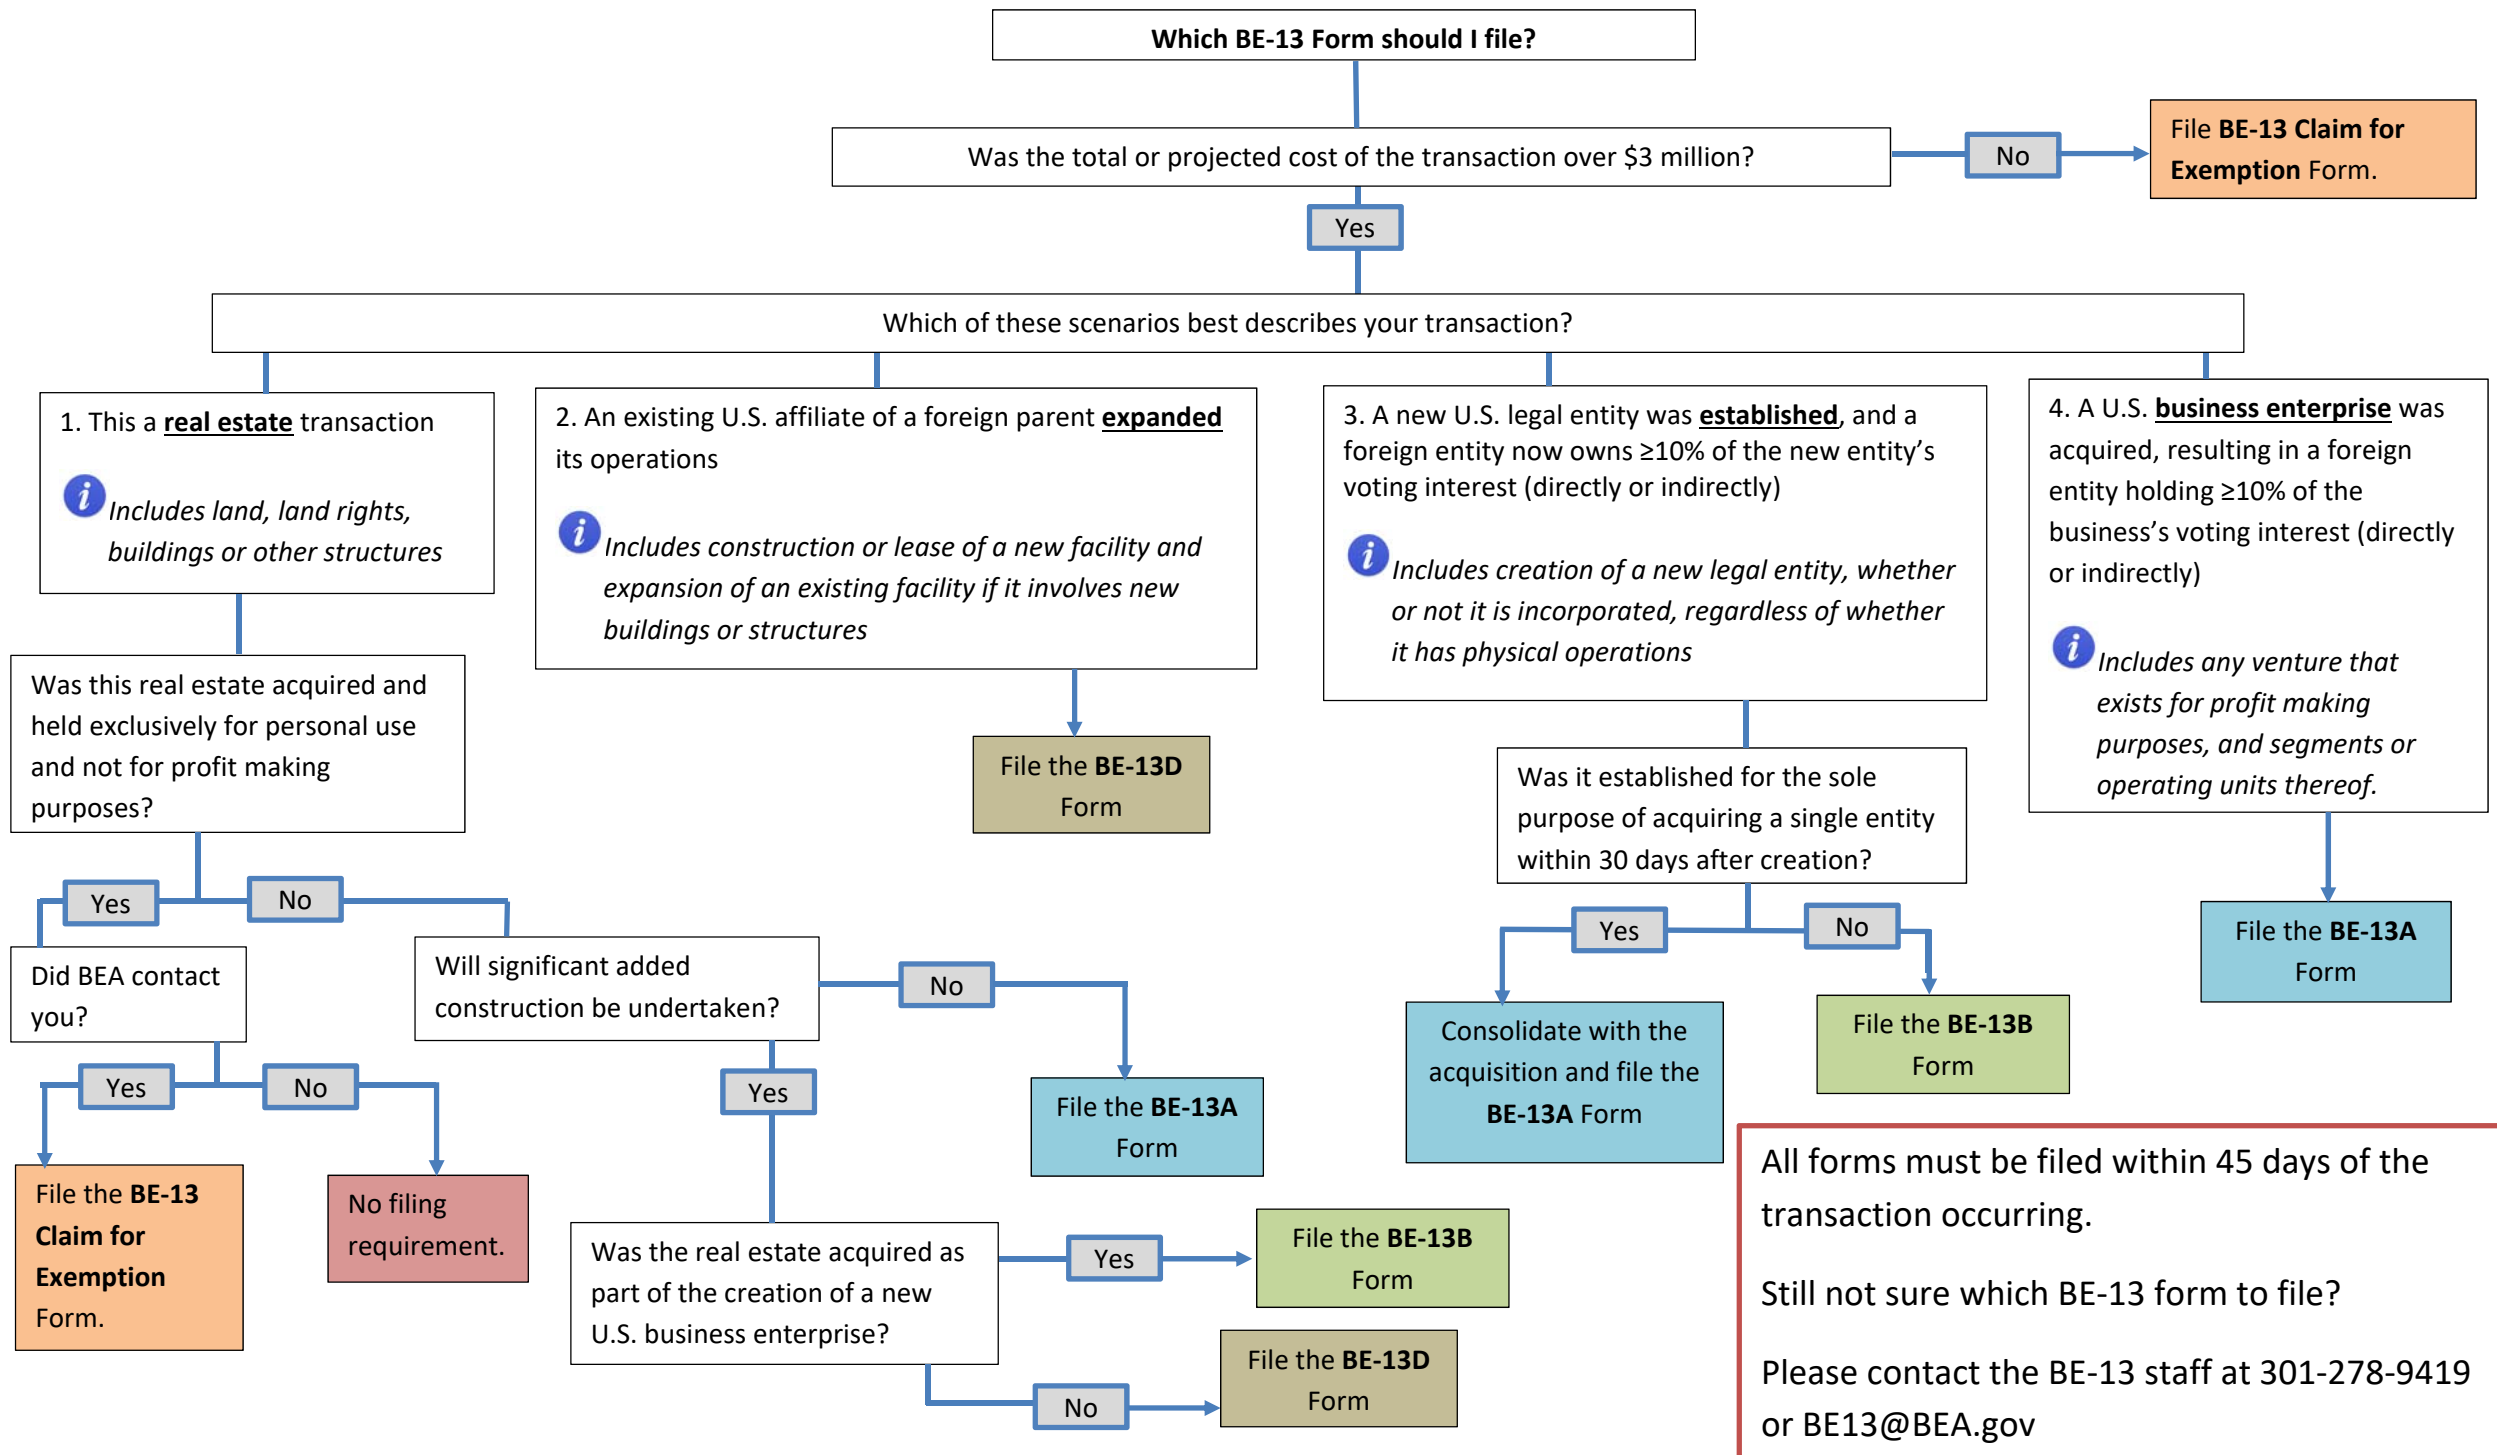 Which BE-13 Form should I file?
Was the total or projected cost of the transaction over $3 million?
No
File BE-13 Claim for
Exemption Form.
Yes
Which of these scenarios best describes your transaction?
1. This a real estate transaction
i
Includes land, land rights,
buildings or other structures
2. An existing U.S. affiliate of a foreign parent expanded
its operations
i
Includes construction or lease of a new facility and
expansion of an existing facility if it involves new
buildings or structures
3. A new U.S. legal entity was established, and a
foreign entity now owns ≥10% of the new entity's
voting interest (directly or indirectly)
i
Includes creation of a new legal entity, whether
or not it is incorporated, regardless of whether
it has physical operations
4. A U.S. business enterprise was
acquired, resulting in a foreign
entity holding ≥10% of the
business's voting interest (directly
or indirectly)
i
Includes any venture that
exists for profit making
purposes, and segments or
operating units thereof.
Was this real estate acquired and
held exclusively for personal use
and not for profit making
purposes?
File the BE-13D
Form
Was it established for the sole
purpose of acquiring a single entity
within 30 days after creation?
Yes
No
Yes
No
File the BE-13A
Form
Did BEA contact
you?
Will significant added
construction be undertaken?
No
Consolidate with the
acquisition and file the
BE-13A Form
File the BE-13B
Form
Yes
No
Yes
File the BE-13A
Form
File the BE-13
Claim for
Exemption
Form.
No filing
requirement.
Was the real estate acquired as
part of the creation of a new
U.S. business enterprise?
Yes
File the BE-13B
Form
No
File the BE-13D
Form
All forms must be filed within 45 days of the
transaction occurring.
Still not sure which BE-13 form to file?
Please contact the BE-13 staff at 301-278-9419
or BE13@BEA.gov